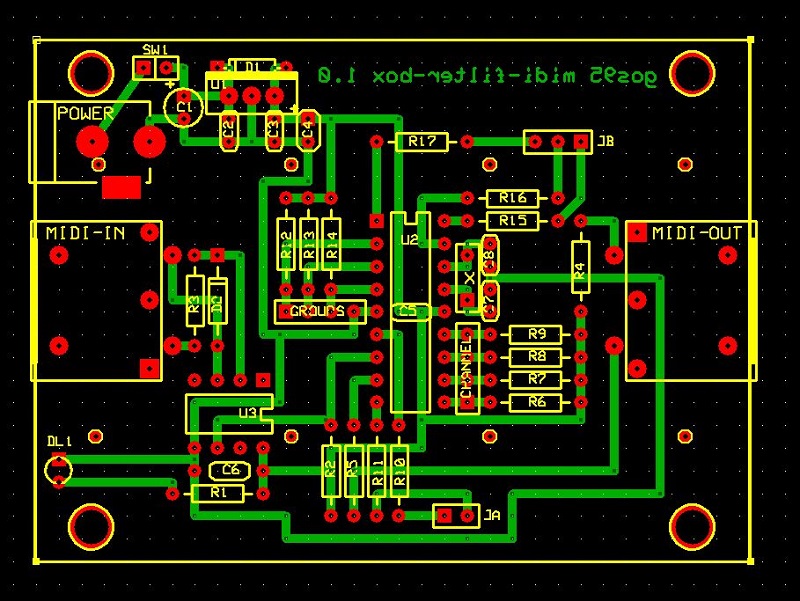 SW1
D1
gos95 midi-filter-box 1.0
U1
C1
POWER
C2
C3
C4
R17
JB
R16
R15
MIDI-IN
R12
R13
R14
U2
X
C8
R4
MIDI-OUT
R3
D2
GROUPS
C5
C7
CHANNEL
R9
R8
R7
R6
U3
DL1
C6
R1
R2
R5
R11
R10
JA